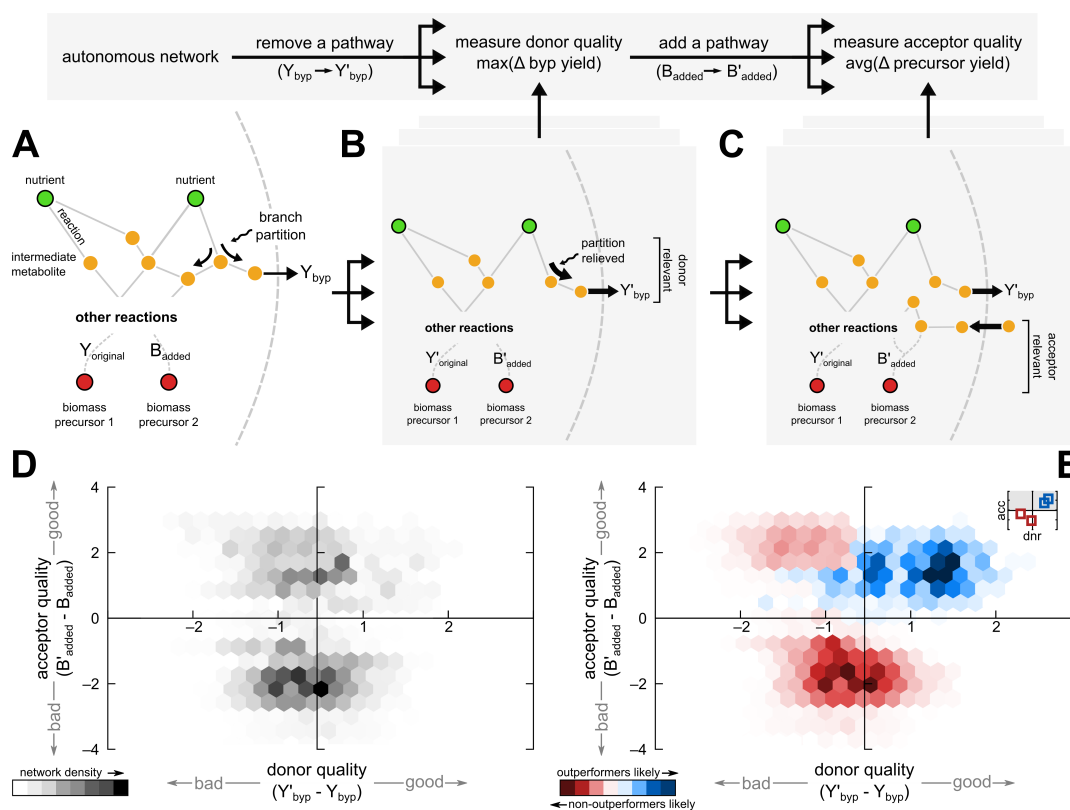 autonomous network
remove a pathway
(Ybyp → Y'byp)
measure donor quality
max(Δ byp yield)
add a pathway
(Badded → B'added)
measure acceptor quality
avg(Δ precursor yield)
A
nutrient
nutrient
reaction
branch
partition
intermediate
metabolite
Ybyp
other reactions
Yoriginal
Badded
biomass
precursor 1
biomass
precursor 2
B
partition
relieved
donor
relevant
Y'byp
other reactions
Y'original
B'added
biomass
precursor 1
biomass
precursor 2
C
Y'byp
other reactions
Y'original
B'added
acceptor
relevant
biomass
precursor 1
biomass
precursor 2
D
bad good
acceptor quality
(B'added - Badded)
4
2
0
−2
−4
−2 −1 1 2
network density
bad donor quality good
(Y'byp - Ybyp)
E
acc
dnr
bad good
acceptor quality
(B'added - Badded)
4
2
0
−2
−4
−2 −1 1 2
outperformers likely
non-outperformers likely
bad donor quality good
(Y'byp - Ybyp)